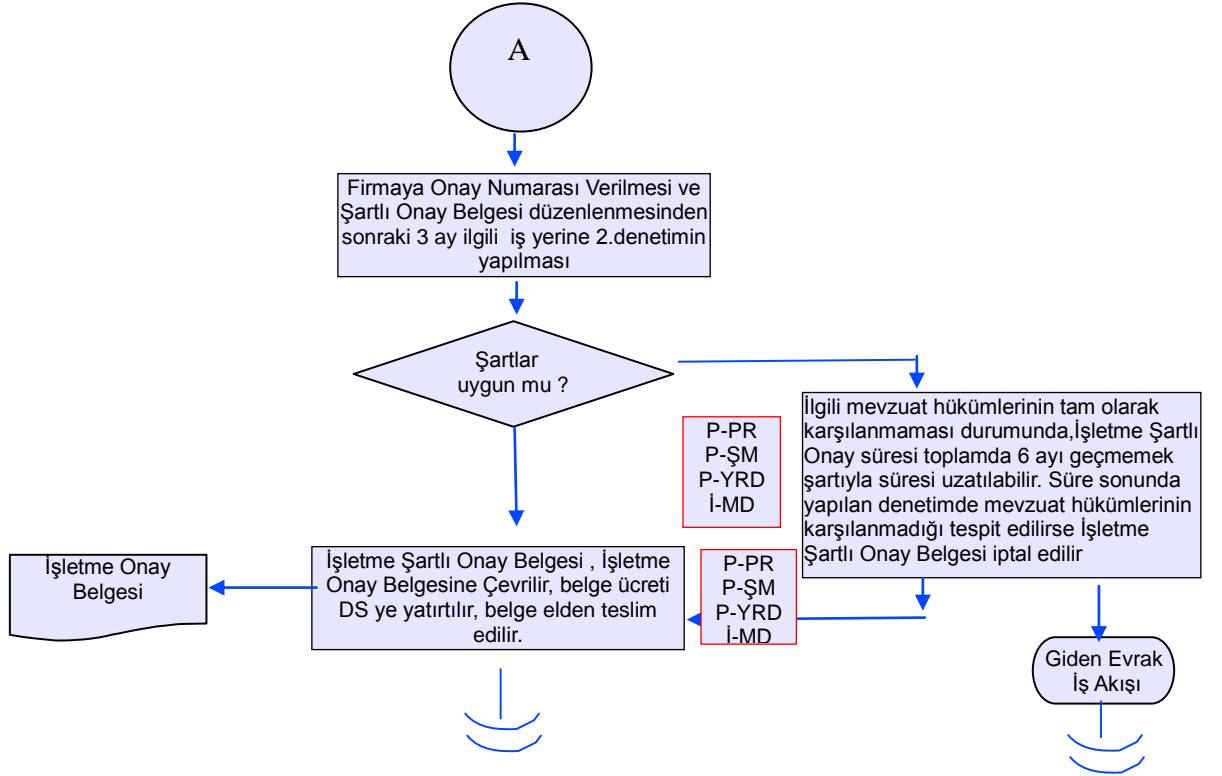 A
Firmaya Onay Numarası Verilmesi ve
Şartlı Onay Belgesi düzenlenmesinden
sonraki 3 ay ilgili  iş yerine 2.denetimin
yapılması
Şartlar
uygun mu ?
İlgili mevzuat hükümlerinin tam olarak
karşılanmaması durumunda,İşletme Şartlı
Onay süresi toplamda 6 ayı geçmemek
şartıyla süresi uzatılabilir. Süre sonunda
yapılan denetimde mevzuat hükümlerinin
karşılanmadığı tespit edilirse İşletme
Şartlı Onay Belgesi iptal edilir
P-PR
P-ŞM
P-YRD
İ-MD
İşletme Onay
Belgesi
İşletme Şartlı Onay Belgesi , İşletme
Onay Belgesine Çevrilir, belge ücreti
DS ye yatırtılır, belge elden teslim
edilir.
P-PR
P-ŞM
P-YRD
İ-MD
Giden Evrak
İş Akışı